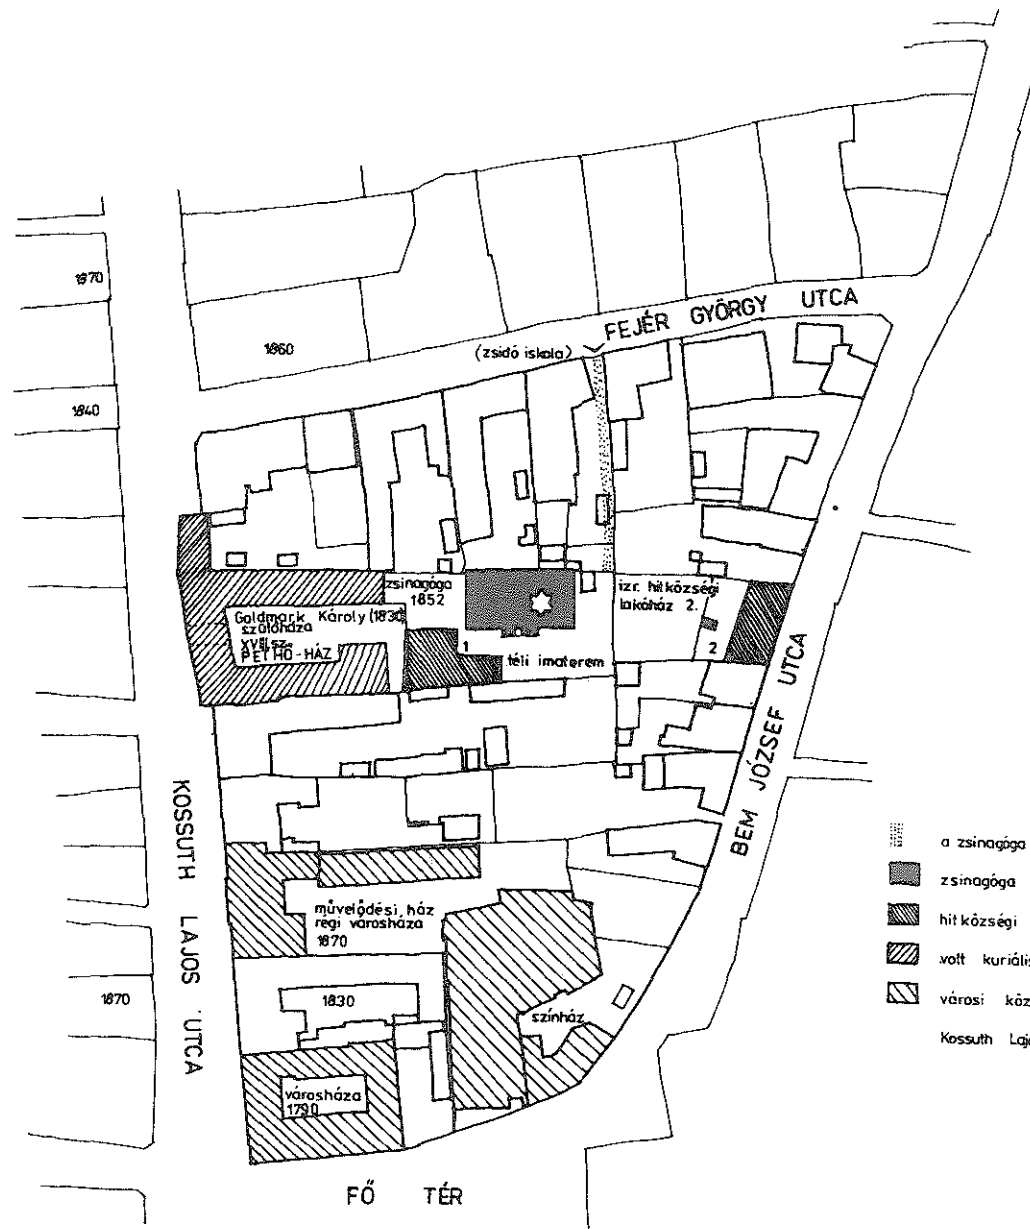 1870
1860
1840
FEJÉR GYÖRGY UTCA
(zsidó iskola)
zsinagóga
1852
izr. hitközségi
lakóház 2.
Goldmark Károly (1830)
szülőháza
PETHŐ-HÁZ
1
téli imaterem
2
KOSSUTH LAJOS UTCA
BEM JÓZSEF UTCA
művelődési, ház
regi városháza
1870
1870
1830
színház
városháza
1790
FŐ TÉR
a zsinagóga
zsinagóga
hitközségi
volt kuriális
városi köz
Kossuth Lajo